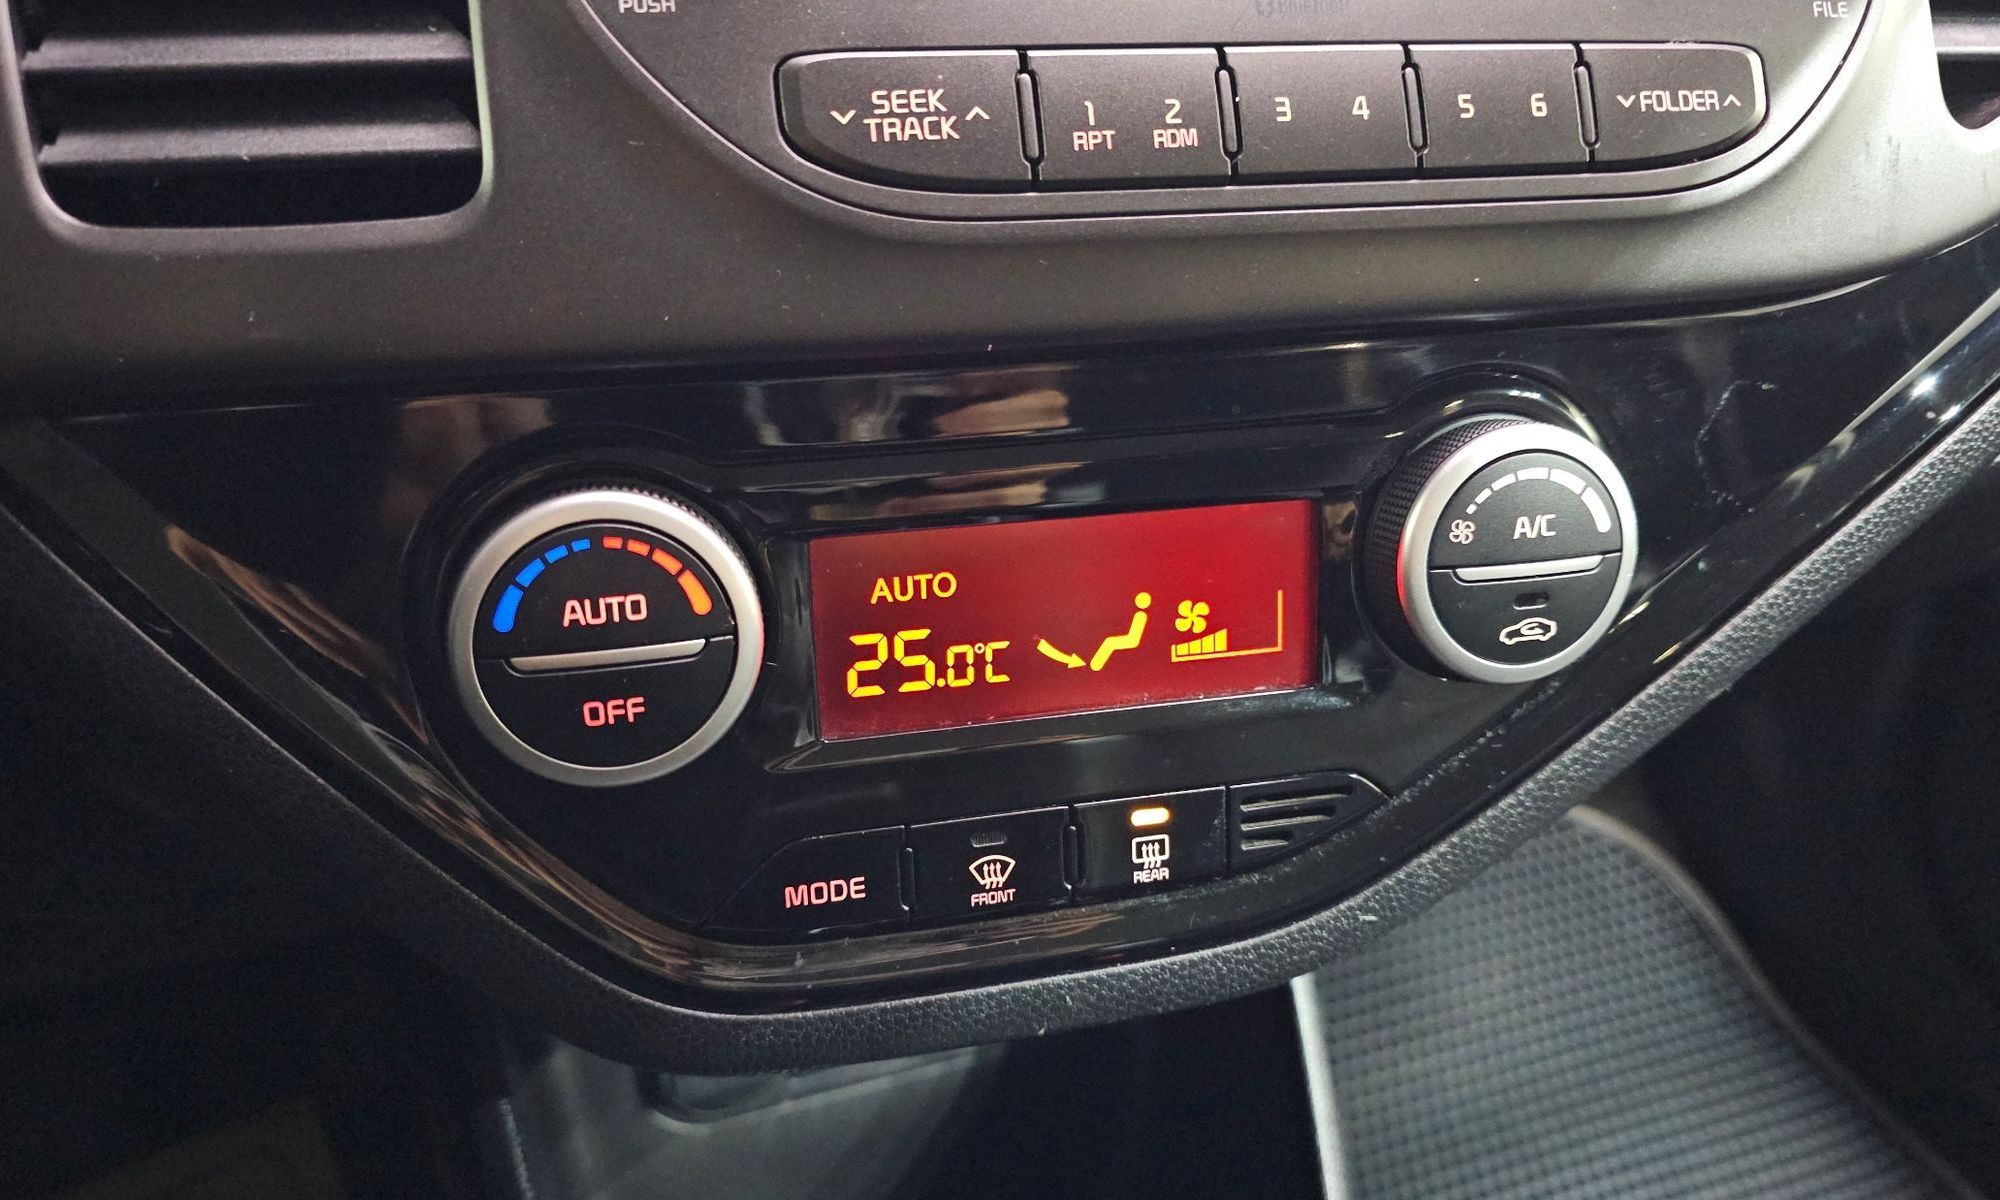 PUSH
FILE
SEEK
TRACK
1
RPT
2
RDM
3
4
5
6
FOLDER
AUTO
OFF
AUTO
25.0°C
A/C
MODE
FRONT
REAR